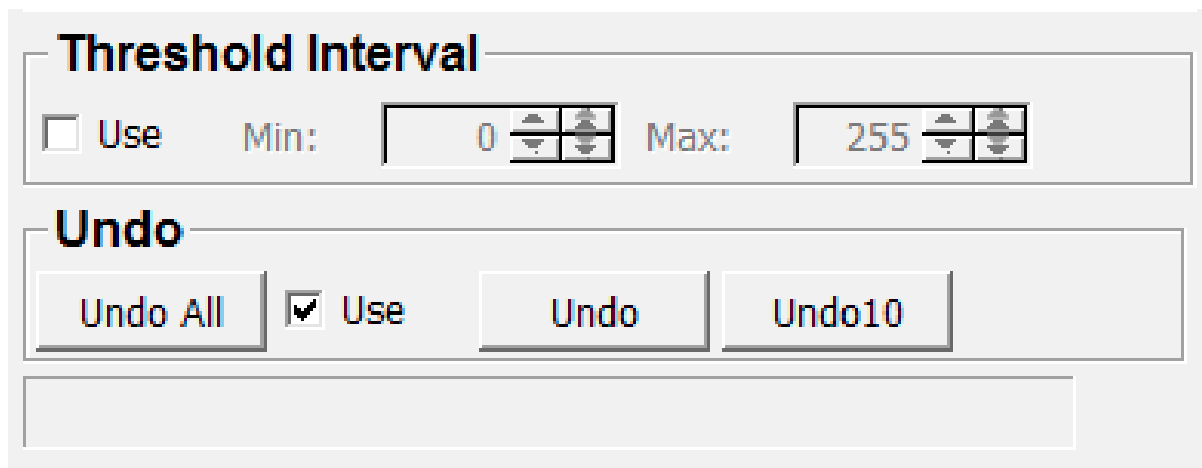 Threshold Interval
Use Min: 0 Max: 255
Undo
Undo All Use Undo Undo10